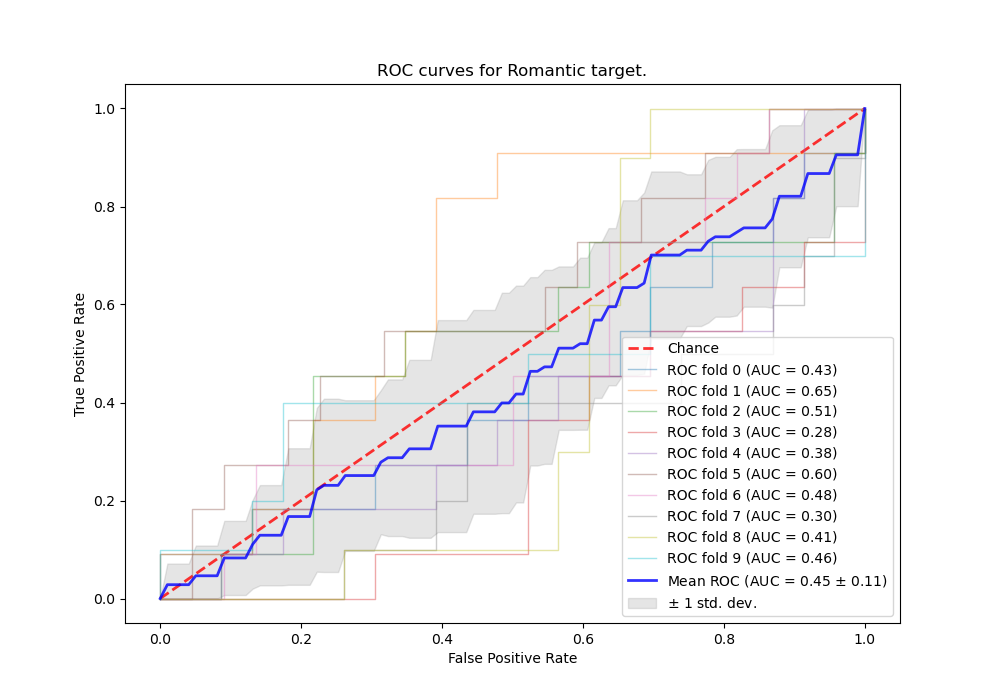 ROC curves for Romantic target.
True Positive Rate
1.0
0.8
0.6
0.4
0.2
0.0
Chance
ROC fold 0 (AUC = 0.43)
ROC fold 1 (AUC = 0.65)
ROC fold 2 (AUC = 0.51)
ROC fold 3 (AUC = 0.28)
ROC fold 4 (AUC = 0.38)
ROC fold 5 (AUC = 0.60)
ROC fold 6 (AUC = 0.48)
ROC fold 7 (AUC = 0.30)
ROC fold 8 (AUC = 0.41)
ROC fold 9 (AUC = 0.46)
Mean ROC (AUC = 0.45 ± 0.11)
± 1 std. dev.
0.0 0.2 0.4 0.6 0.8 1.0
False Positive Rate